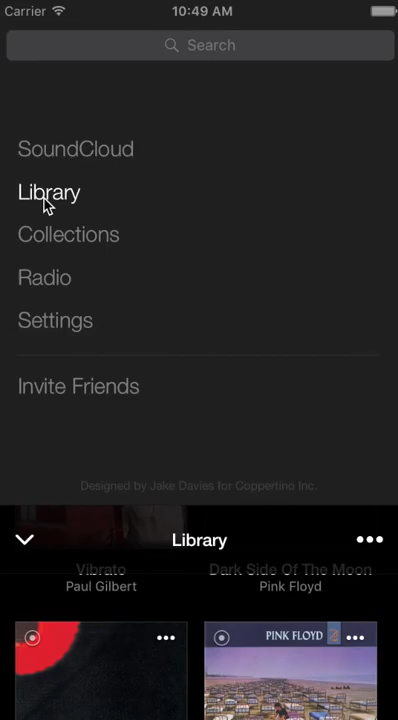 Carrier 10:49 AM
Search
SoundCloud
Library
Collections
Radio
Settings
Invite Friends
Designed by Jake Davies for Coppertino Inc.
Library
Vibrato Dark Side Of The Moon
Paul Gilbert Pink Floyd
PINK FLOYD